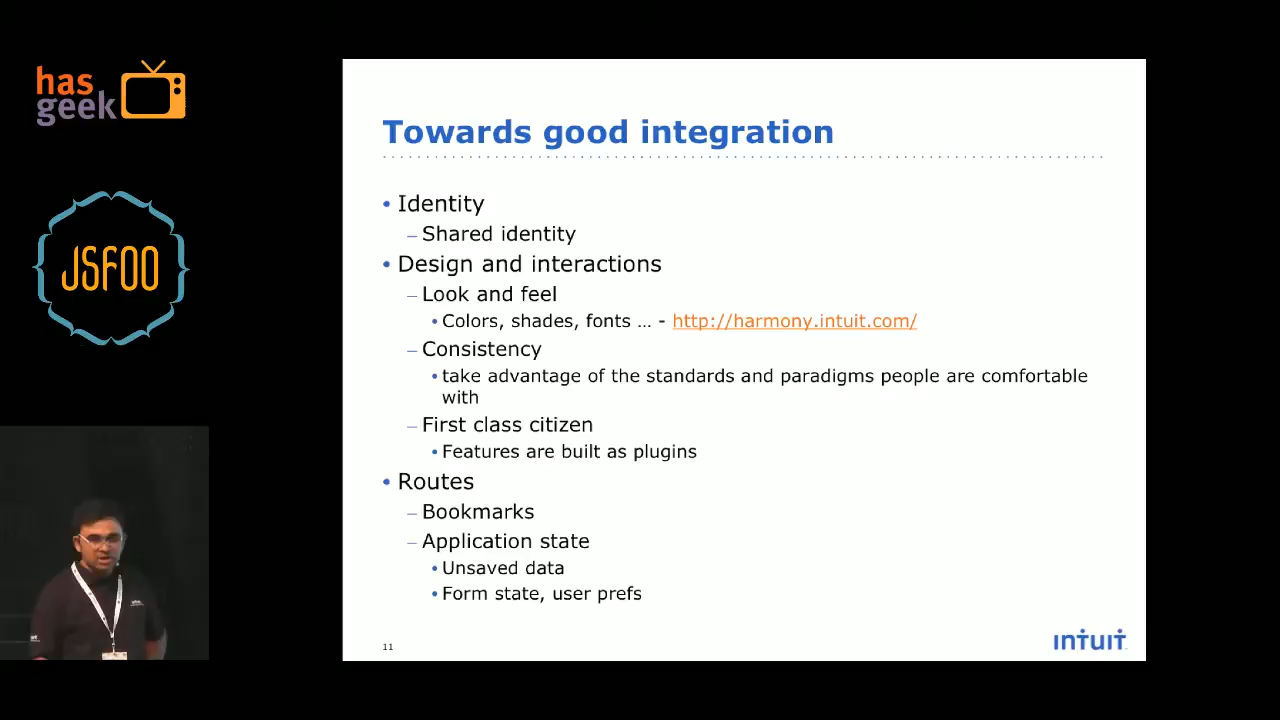 has
geek
JSFOO
Towards good integration
• Identity
– Shared identity
• Design and interactions
– Look and feel
• Colors, shades, fonts … - http://harmony.intuit.com/
– Consistency
• take advantage of the standards and paradigms people are comfortable
with
– First class citizen
• Features are built as plugins
• Routes
– Bookmarks
– Application state
• Unsaved data
• Form state, user prefs
11
intuit